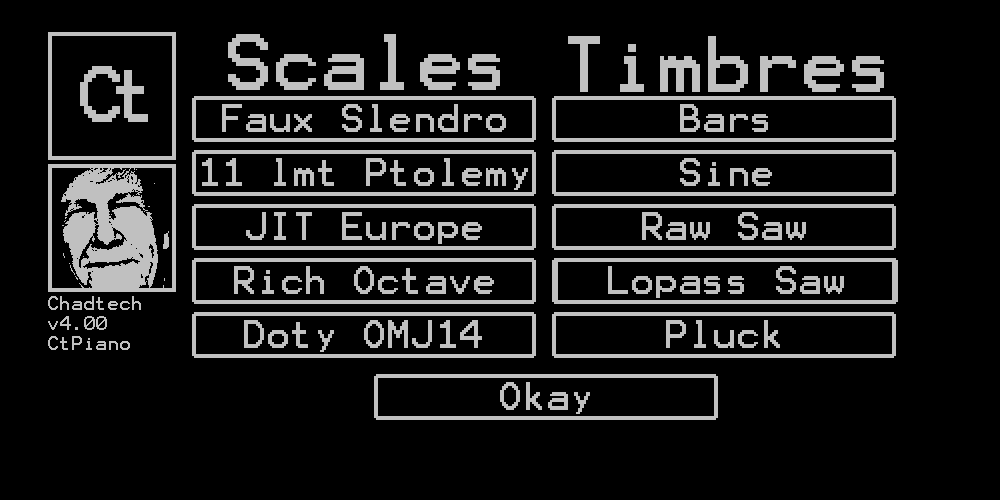 Ct
Chadtech
v4.00
CtPiano
Scales
Faux Slendro
11 lmt Ptolemy
JIT Europe
Rich Octave
Doty OMJ14
Timbres
Bars
Sine
Raw Saw
Lopass Saw
Pluck
Okay